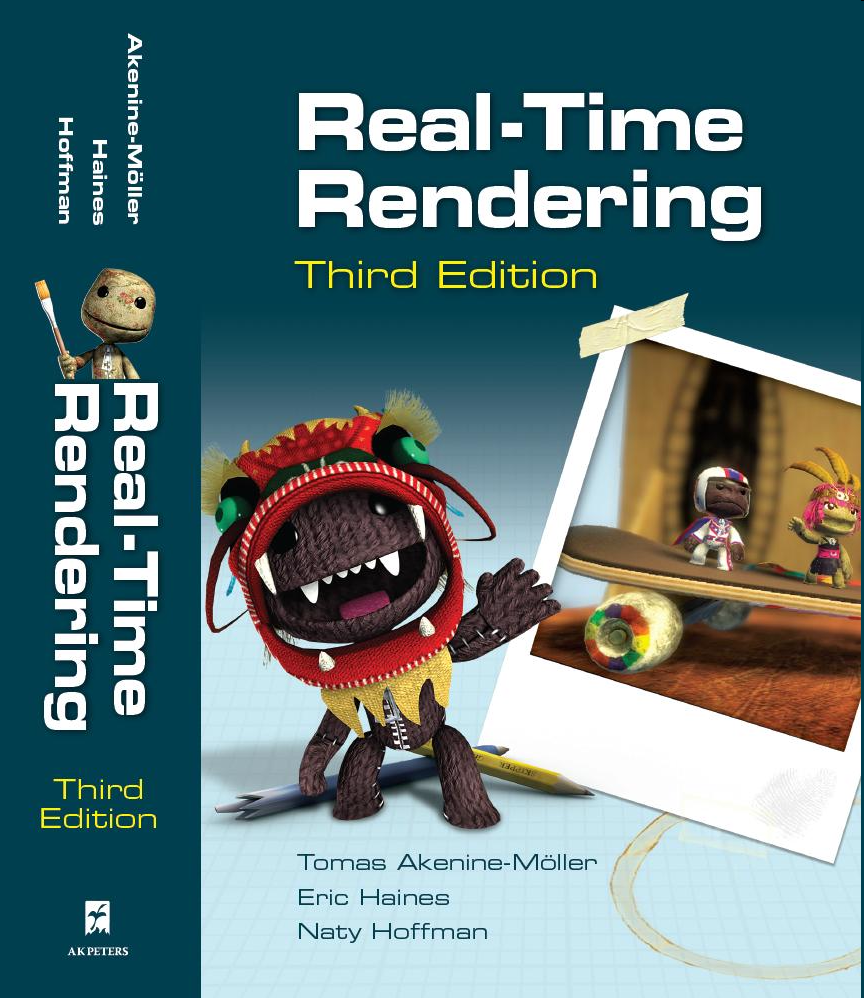 Akenine-Möller
Haines
Hoffman
Real-Time
Rendering
Third
Edition
A K PETERS
Real-Time
Rendering
Third Edition
Tomas Akenine-Möller
Eric Haines
Naty Hoffman